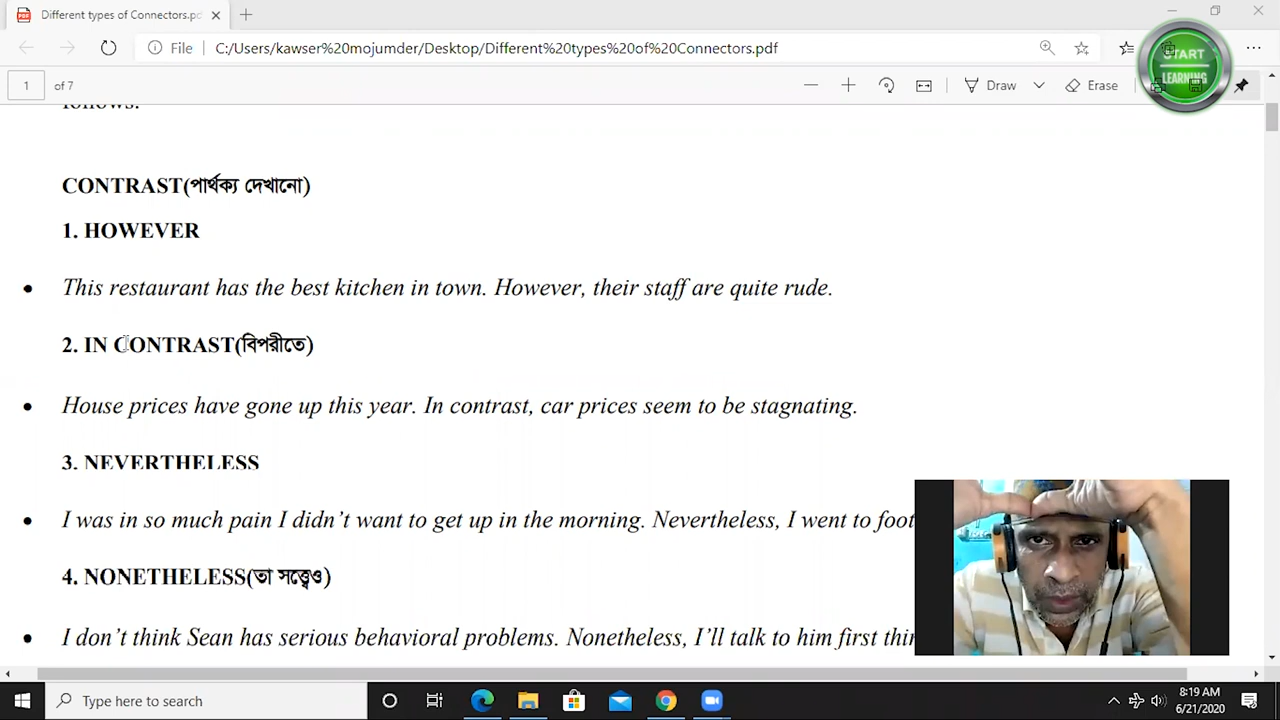 Different types of Connectors.pd
File
C:/Users/kawser%20mojumder/Desktop/Different%20types%20of%20Connectors.pdf
START
LEARNING
1 of 7
Draw
Erase
follows:
CONTRAST(পার্থক্য দেখানো)
1. HOWEVER
This restaurant has the best kitchen in town. However, their staff are quite rude.
2. IN CONTRAST(বিপরীতে)
House prices have gone up this year. In contrast, car prices seem to be stagnating.
3. NEVERTHELESS
I was in so much pain I didn't want to get up in the morning. Nevertheless, I went to foot
4. NONETHELESS(তা সত্ত্বেও)
I don't think Sean has serious behavioral problems. Nonetheless, I'll talk to him first thin
Type here to search
8:19 AM
6/21/2020